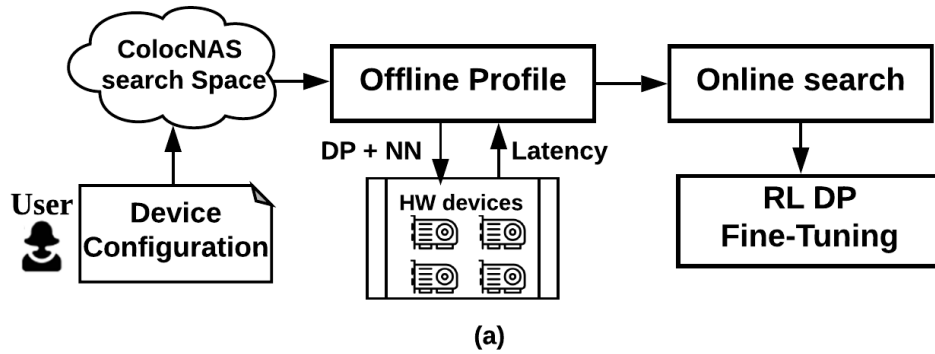 ColocNAS
search Space
Offline Profile
Online search
DP + NN
Latency
User
Device
Configuration
HW devices
RL DP
Fine-Tuning
(a)